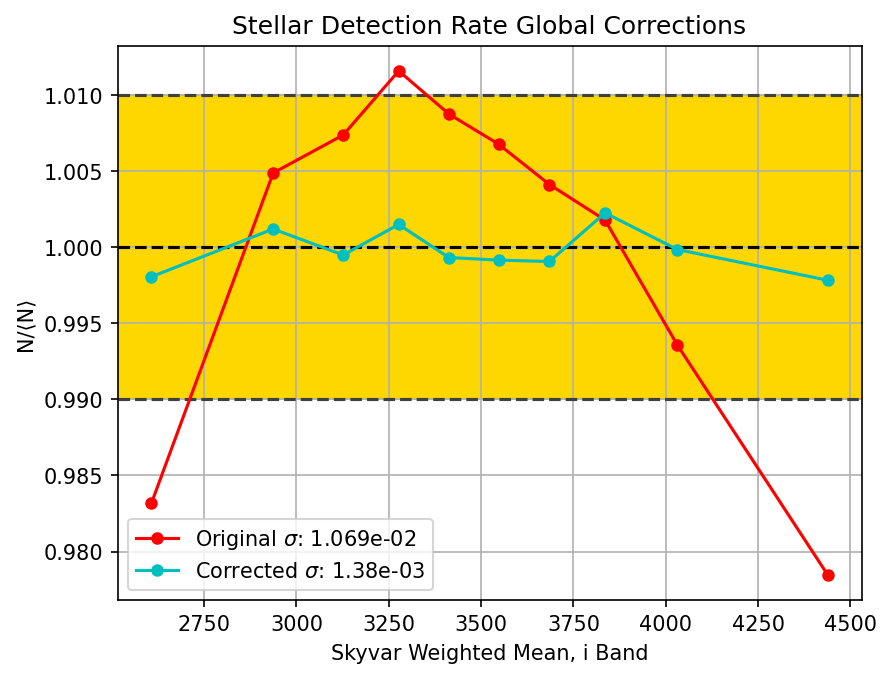 Stellar Detection Rate Global Corrections
N/⟨N⟩
1.010
1.005
1.000
0.995
0.990
0.985
0.980
Original σ: 1.069e-02
Corrected σ: 1.38e-03
2750 3000 3250 3500 3750 4000 4250 4500
Skyvar Weighted Mean, i Band